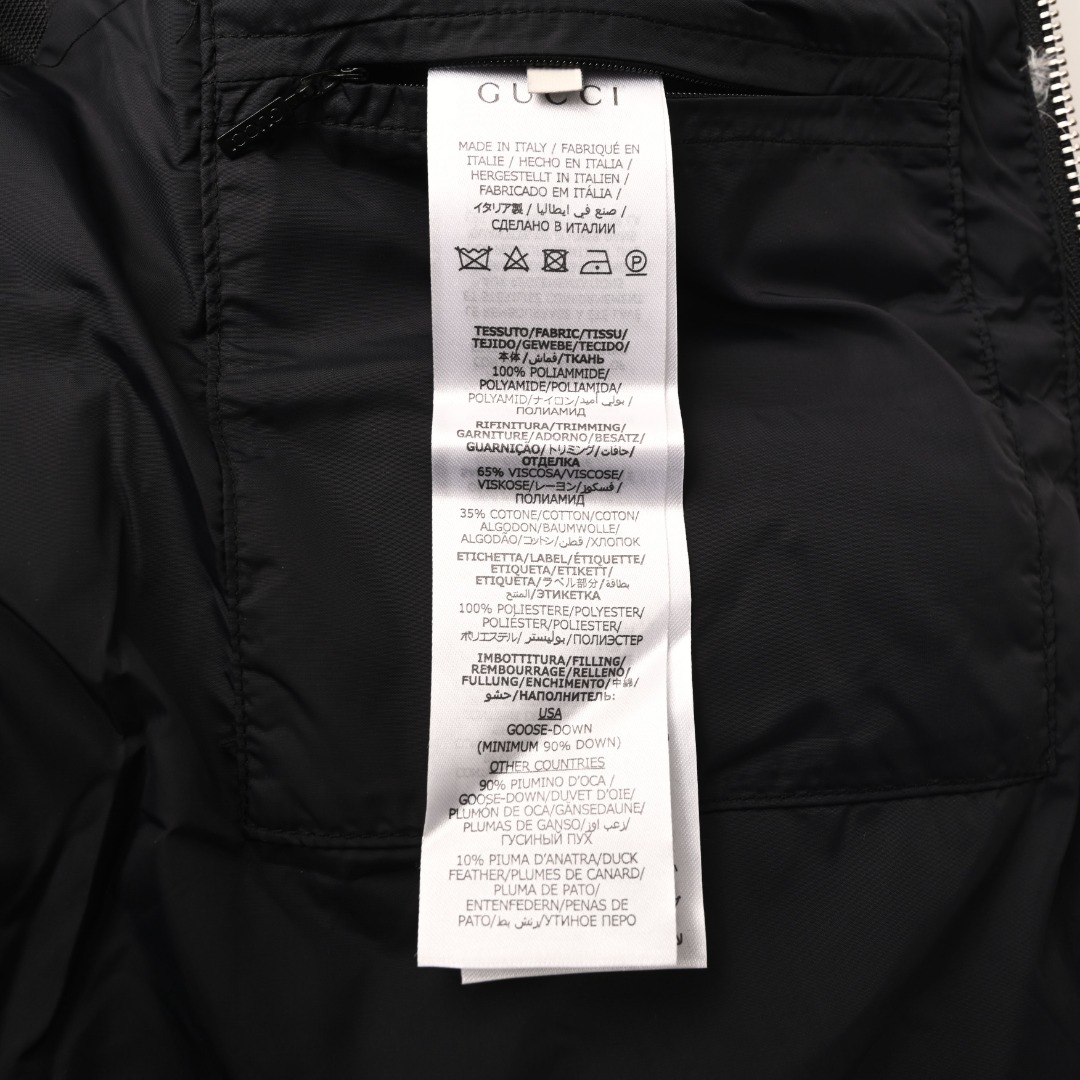 GUCCI
GUCCI
MADE IN ITALY / FABRIQUÉ EN
ITALIE / HECHO EN ITALIA /
HERGESTELLT IN ITALIEN /
FABRICADO EM ITÁLIA /
イタリア製 / صنع في ايطاليا /
СДЕЛАНО В ИТАЛИИ
P
TESSUTO/FABRIC/TISSU/
TEJIDO/GEWEBE/TECIDO/
本体/قماش/ТКАНЬ
100% POLIAMMIDE/
POLYAMIDE/POLIAMIDA/
POLYAMID/ナイロン/بولي أميد/
ПОЛИАМИД
RIFINITURA/TRIMMING/
GARNITURE/ADORNO/BESATZ/
GUARNIÇÃO/トリミング/حافات/
ОТДЕЛКА
65% VISCOSA/VISCOSE/
VISKOSE/レーヨン/فسكوز/
ПОЛИАМИД
35% COTONE/COTTON/COTON/
ALGODON/BAUMWOLLE/
ALGODÃO/コットン/قطن/ХЛОПОК
ETICHETTA/LABEL/ÉTIQUETTE/
ETIQUETA/ETIKETT/
ETIQUETA/ラベル部分/بطاقة
المنتج/ЭТИКЕТКА
100% POLIESTERE/POLYESTER/
POLIÉSTER/POLIESTER/
ポリエステル/بوليستر/ПОЛИЭСТЕР
IMBOTTITURA/FILLING/
REMBOURRAGE/RELLENO/
FULLUNG/ENCHIMENTO/中綿/
حشو/НАПОЛНИТЕЛЬ:
USA
GOOSE-DOWN
(MINIMUM 90% DOWN)
OTHER COUNTRIES
90% PIUMINO D'OCA /
GOOSE-DOWN/DUVET D'OIE/
PLUMÓN DE OCA/GÄNSEDAUNE/
PLUMAS DE GANSO/زغب اوز/
ГУСИНЫЙ ПУХ
10% PIUMA D'ANATRA/DUCK
FEATHER/PLUMES DE CANARD/
PLUMA DE PATO/
ENTENFEDERN/PENAS DE
PATO/رنش بط/УТИНОЕ ПЕРО